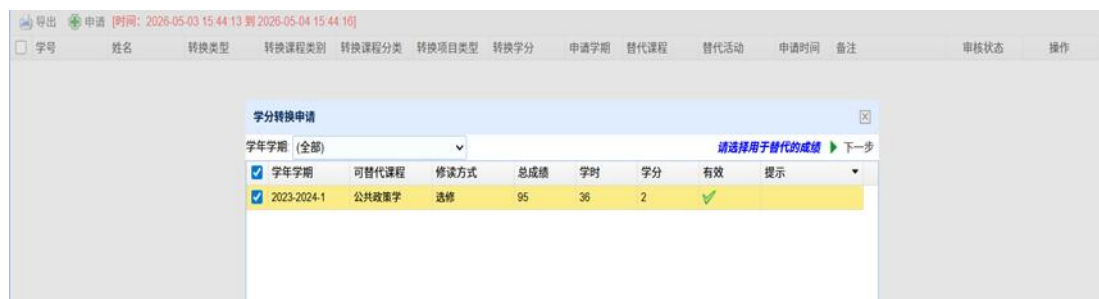 导出 申请 [时间：2026-05-03 15:44:13 到 2026-05-04 15:44:16]
学号 姓名 转换类型 转换课程类别 转换课程分类 转换项目类型 转换学分 申请学期 替代课程 替代活动 申请时间 备注 审核状态 操作
学分转换申请
学年学期: (全部) 请选择用于替代的成绩 下一步
学年学期 可替代课程 修读方式 总成绩 学时 学分 有效 提示
2023-2024-1 公共政策学 选修 95 36 2